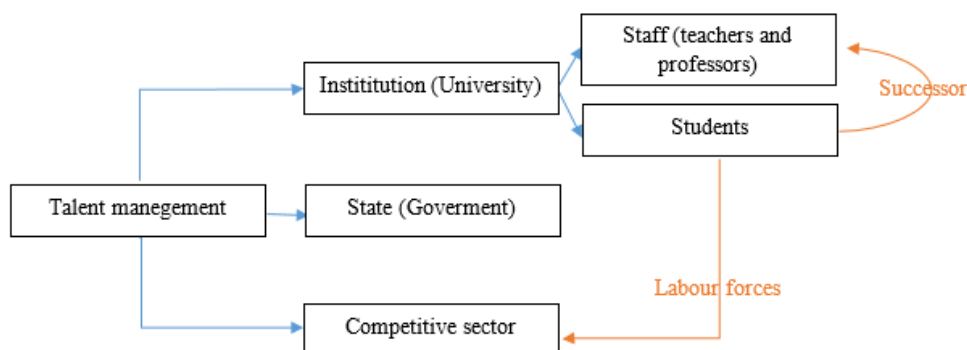 Staff (teachers and
professors)
Instititution (University)
Successor
Students
Talent manegement
State (Goverment)
Labour forces
Competitive sector